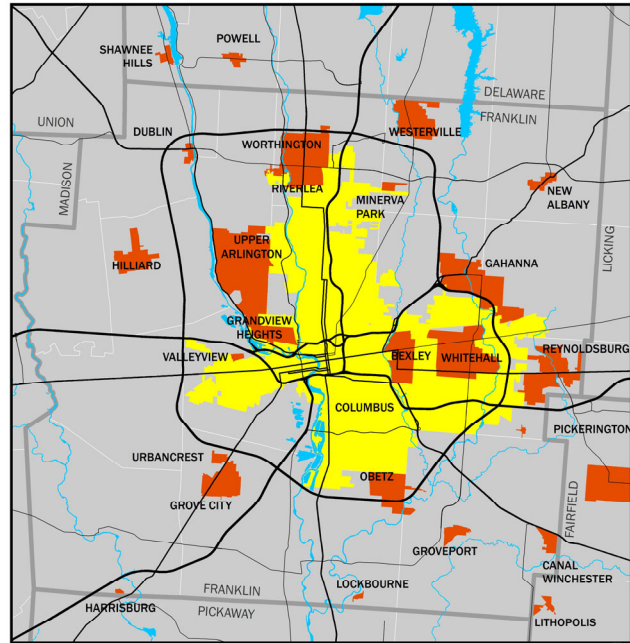 POWELL
SHAWNEE
HILLS
DELAWARE
UNION
FRANKLIN
DUBLIN
WESTERVILLE
WORTHINGTON
MADISON
RIVERLEA
MINERVA
PARK
NEW
ALBANY
LICKING
UPPER
ARLINGTON
HILLIARD
GAHANNA
GRANDVIEW
HEIGHTS
VALLEYVIEW
BEXLEY
WHITEHALL
REYNOLDSBURG
COLUMBUS
PICKERINGTON
URBANCREST
OBETZ
GROVE CITY
FAIRFIELD
GROVEPORT
CANAL
WINCHESTER
FRANKLIN
LOCKBOURNE
HARRISBURG
PICKAWAY
LITHOPOLIS